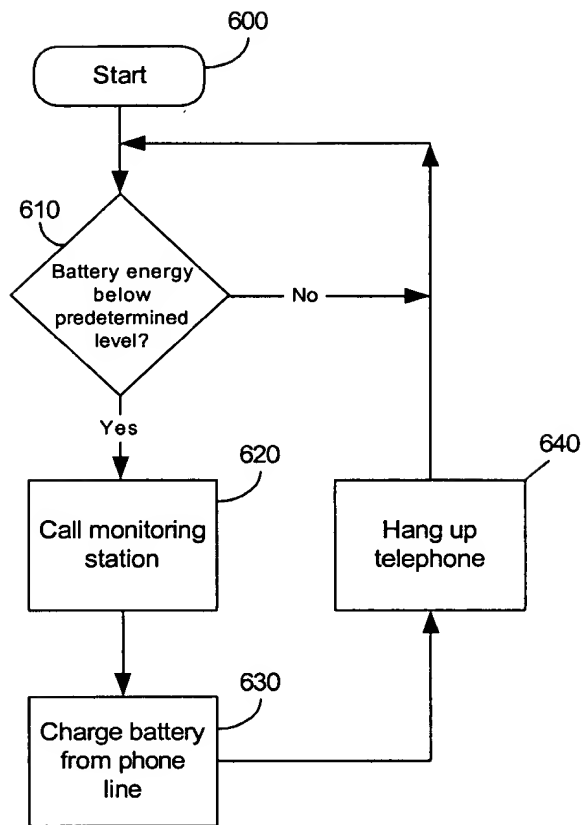 600
Start
610
Battery energy
below
predetermined
level?
No
Yes
620
Call monitoring
station
640
Hang up
telephone
630
Charge battery
from phone
line